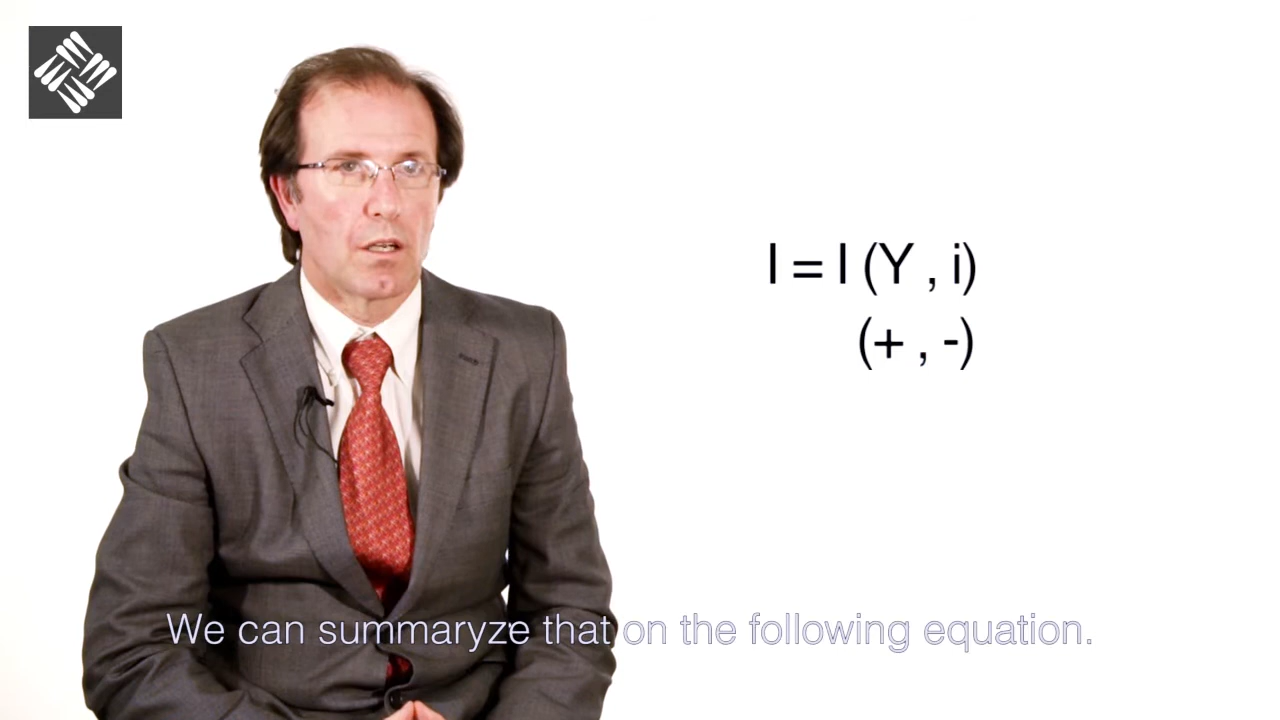 I = I (Y , i)
(+ , -)
We can summaryze that on the following equation.